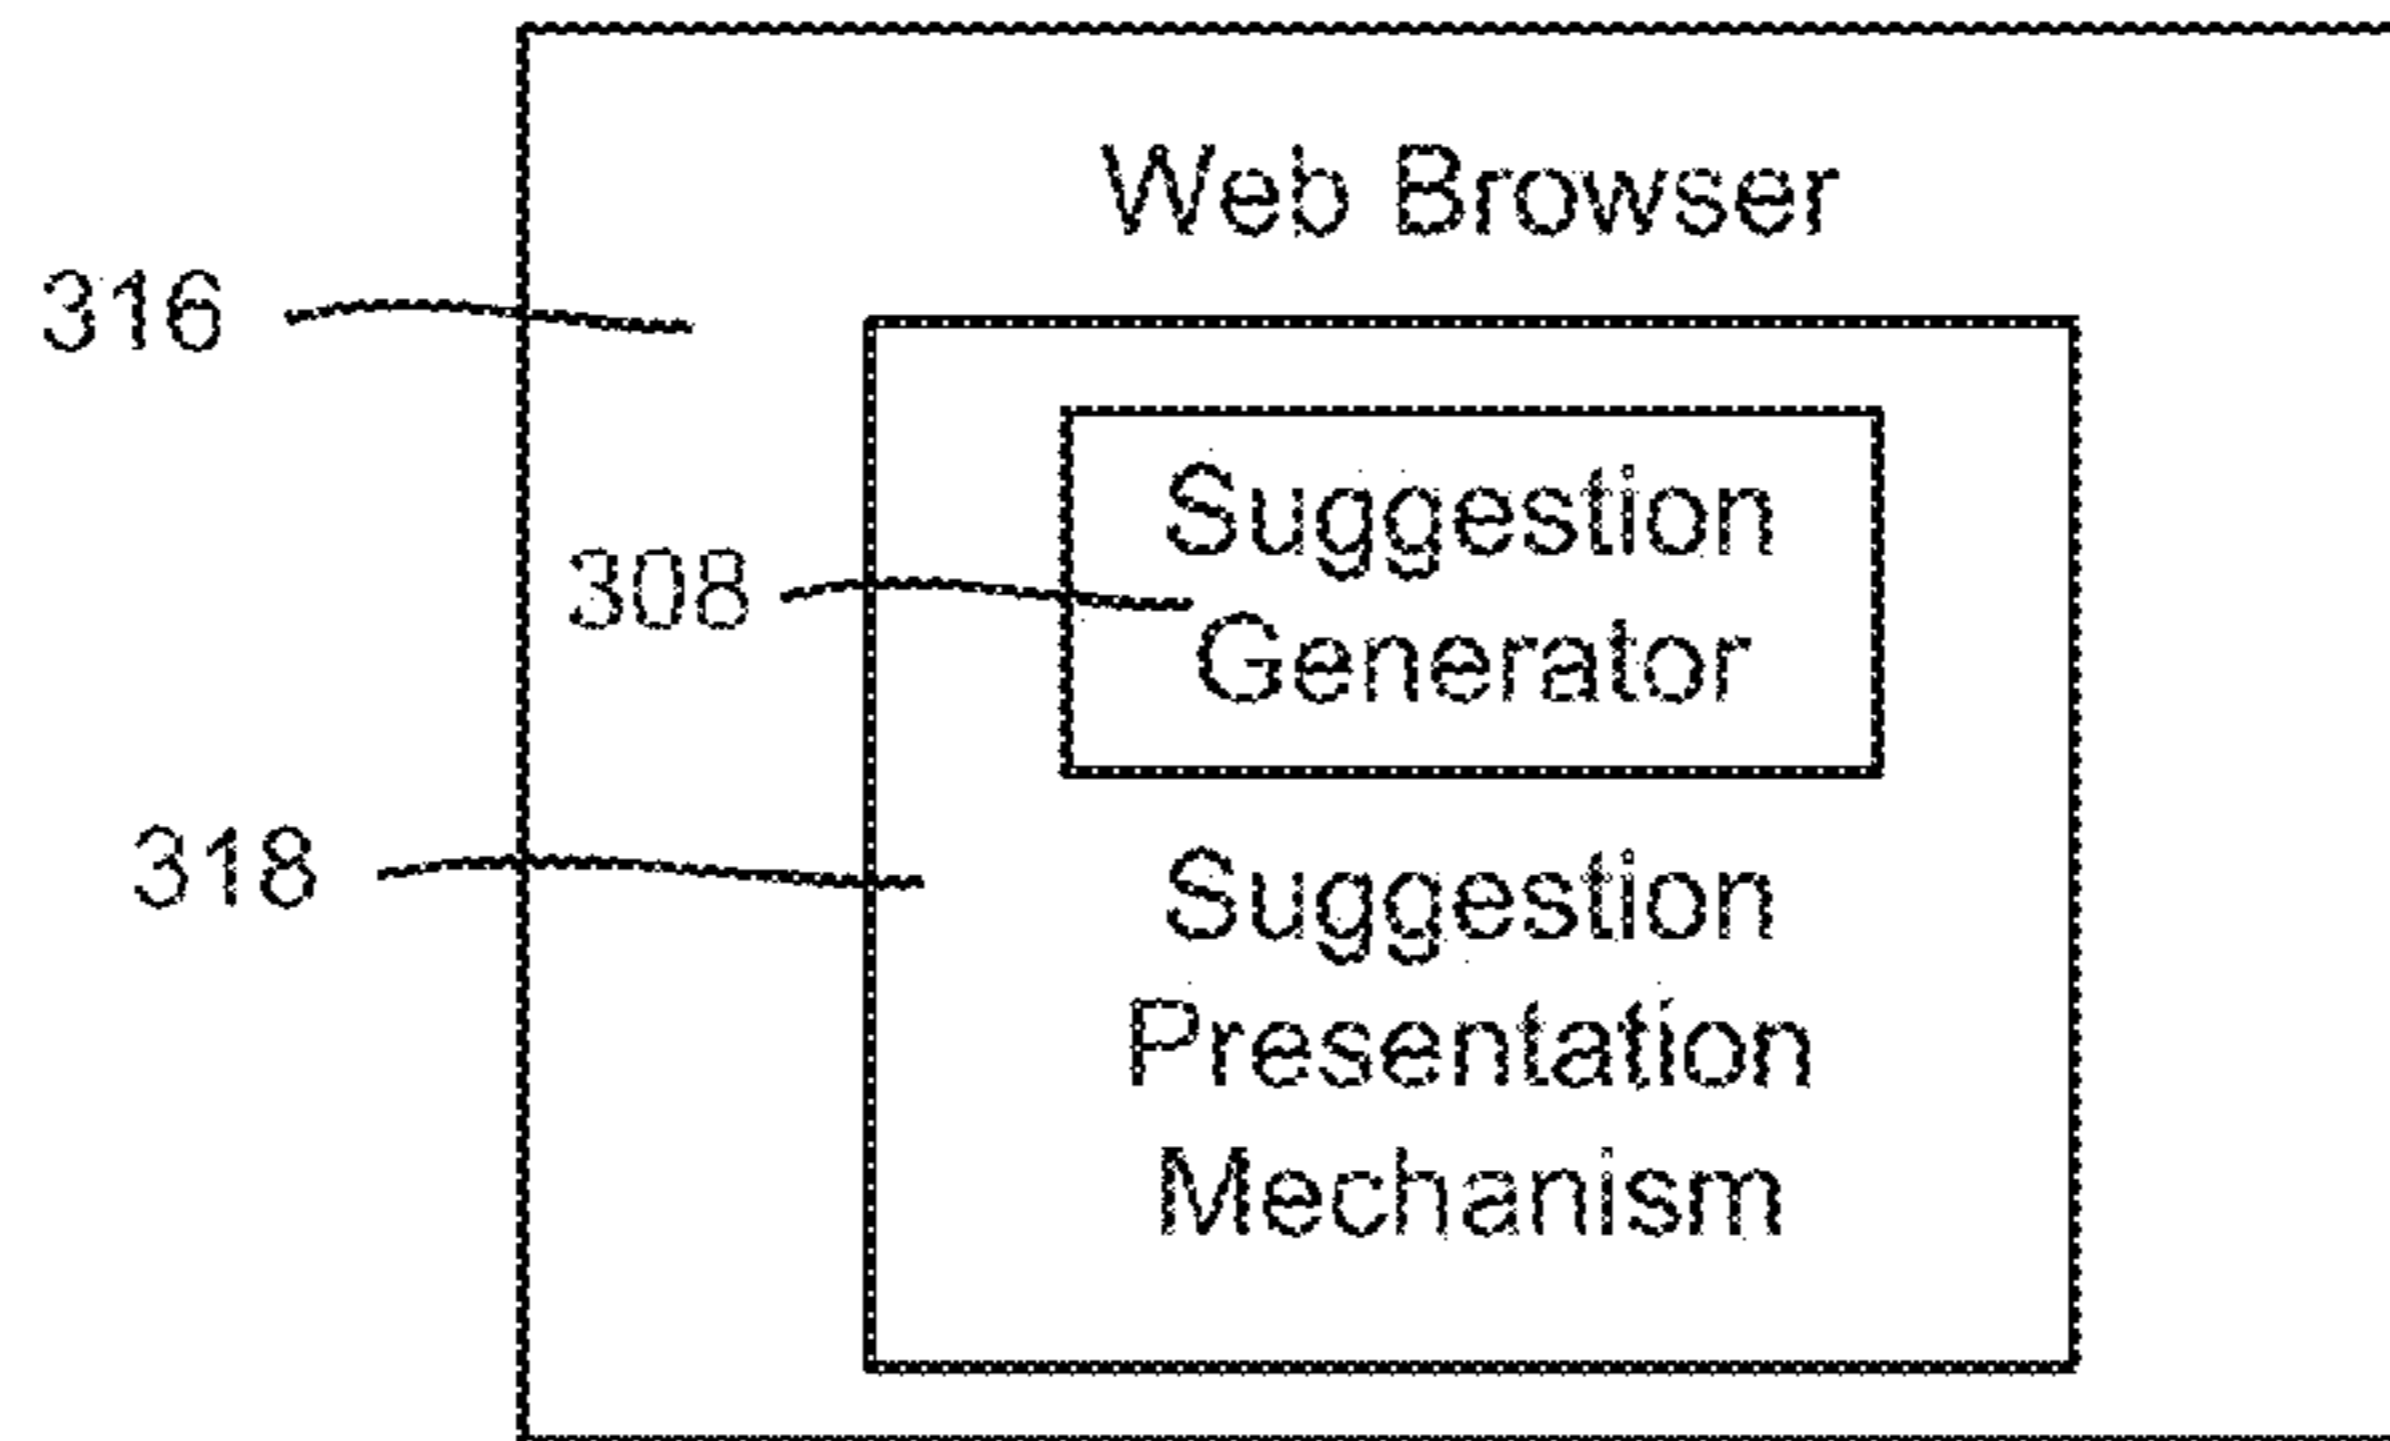 Web Browser
316
Suggestion
308
Generator
318
Suggestion
Presentation
Mechanism